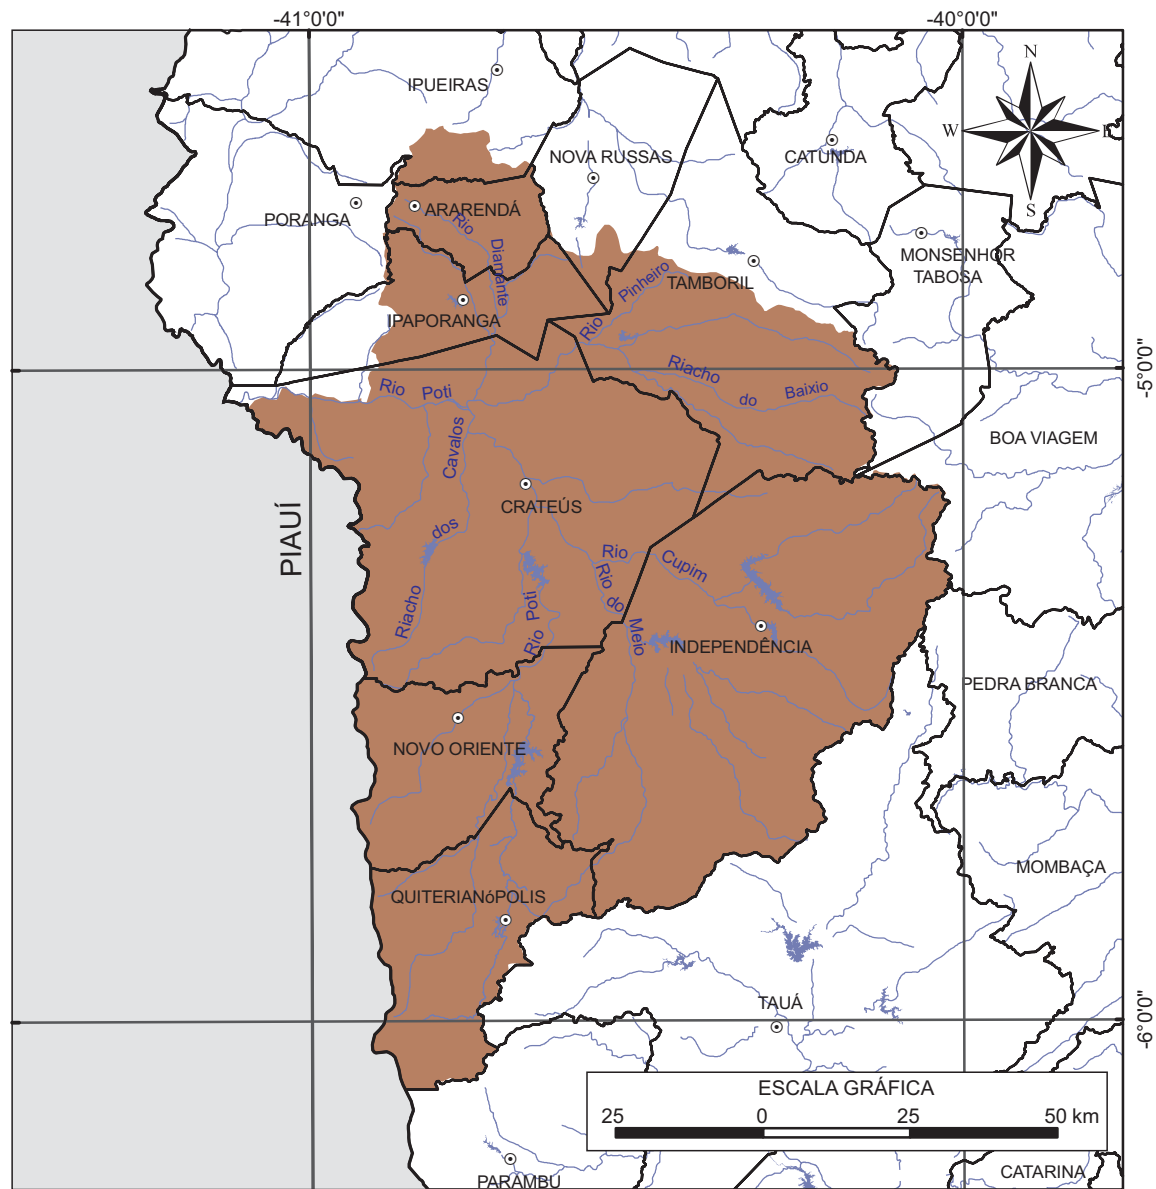 -41°0'0"
-40°0'0"
IPUEIRAS
N
W
E
S
NOVA RUSSAS
CATUNDA
PORANGA
ARARENDÁ
Rio
Diamante
MONSENHOR
TABOSA
TAMBORIL
Pinheiro
Rio
IPAPORANGA
-5°0'0"
Rio Poti
Riacho
do
Baixio
BOA VIAGEM
Cavalos
dos
Riacho
CRATEÚS
PIAUÍ
Rio
Cupim
Rio
do
Meio
Poti
Rio
INDEPENDÊNCIA
PEDRA BRANCA
NOVO ORIENTE
MOMBAÇA
QUITERIANóPOLIS
TAUÁ
-6°0'0"
ESCALA GRÁFICA
25 0 25 50 km
PARAMBU
CATARINA